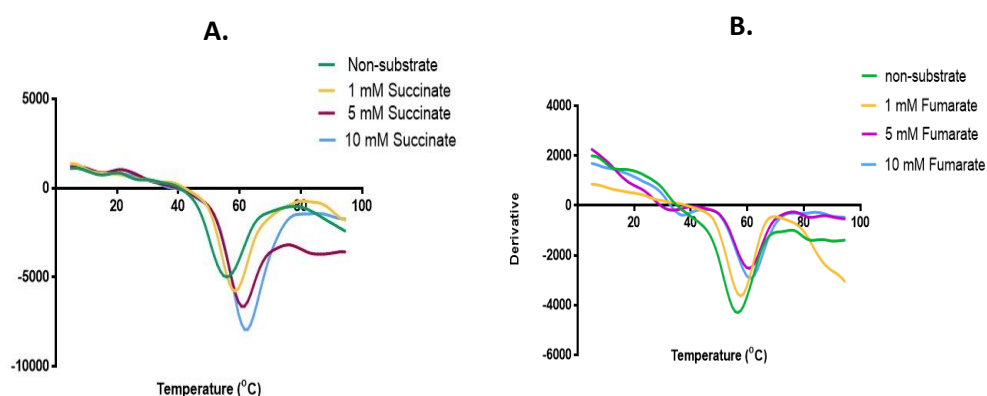 A.
Non-substrate
1 mM Succinate
5 mM Succinate
10 mM Succinate
5000
0
20
40
60
80
100
-5000
-10000
Temperature (⁰C)
B.
non-substrate
1 mM Fumarate
5 mM Fumarate
10 mM Fumarate
4000
2000
0
20
40
60
80
100
-2000
-4000
-6000
Derivative
Temperature (⁰C)